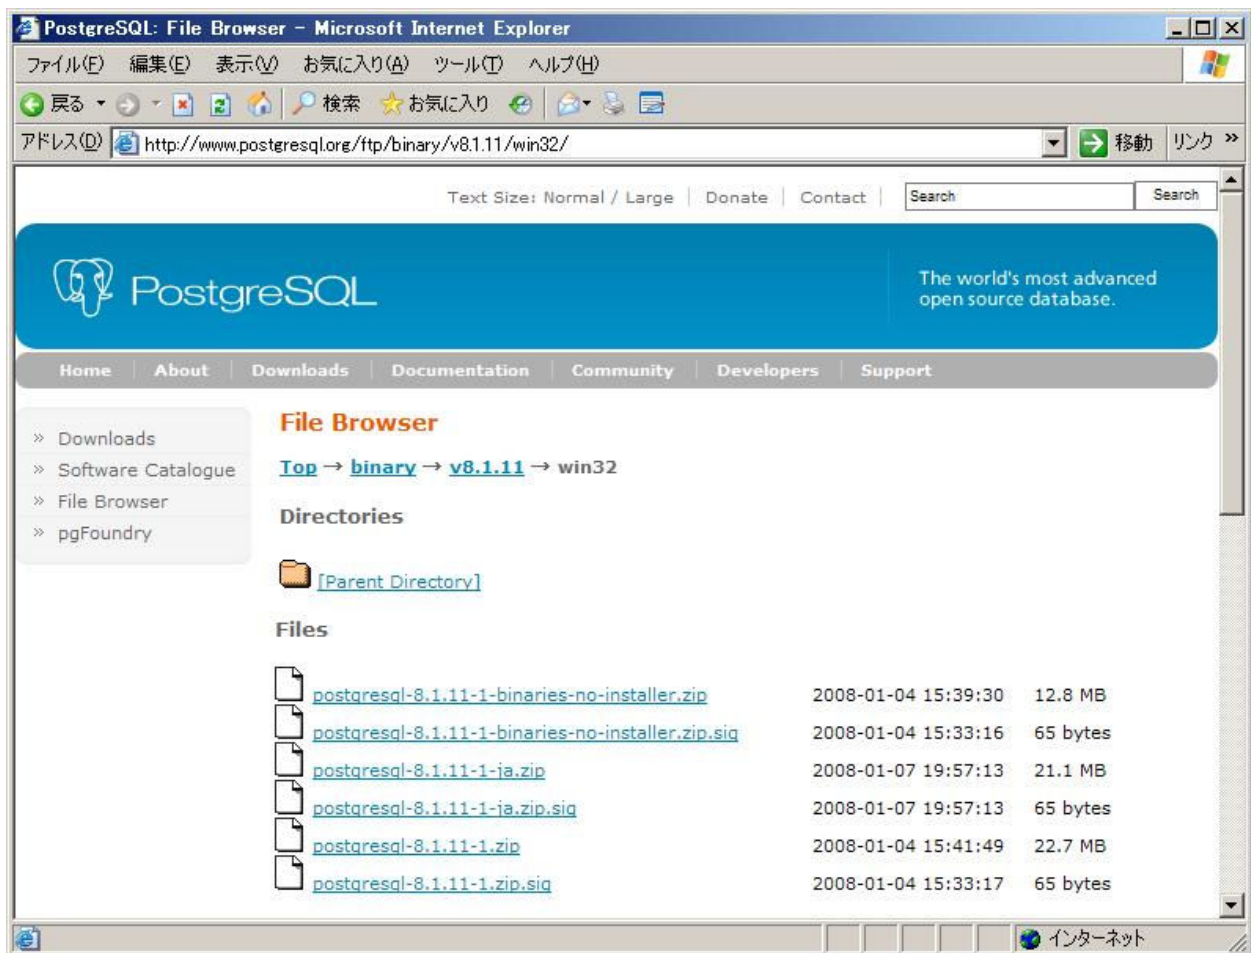 PostgreSQL: File Browser - Microsoft Internet Explorer
ファイル(F) 編集(E) 表示(V) お気に入り(A) ツール(T) ヘルプ(H)
戻る 検索 お気に入り
アドレス(D) http://www.postgresql.org/ftp/binary/v8.1.11/win32/ 移動 リンク »
Text Size: Normal / Large | Donate | Contact | Search Search
PostgreSQL
The world's most advanced
open source database.
Home About Downloads Documentation Community Developers Support
» Downloads
» Software Catalogue
» File Browser
» pgFoundry
File Browser
Top → binary → v8.1.11 → win32
Directories
[Parent Directory]
Files
postgresql-8.1.11-1-binaries-no-installer.zip 2008-01-04 15:39:30 12.8 MB
postgresql-8.1.11-1-binaries-no-installer.zip.sig 2008-01-04 15:33:16 65 bytes
postgresql-8.1.11-1-ja.zip 2008-01-07 19:57:13 21.1 MB
postgresql-8.1.11-1-ja.zip.sig 2008-01-07 19:57:13 65 bytes
postgresql-8.1.11-1.zip 2008-01-04 15:41:49 22.7 MB
postgresql-8.1.11-1.zip.sig 2008-01-04 15:33:17 65 bytes
インターネット